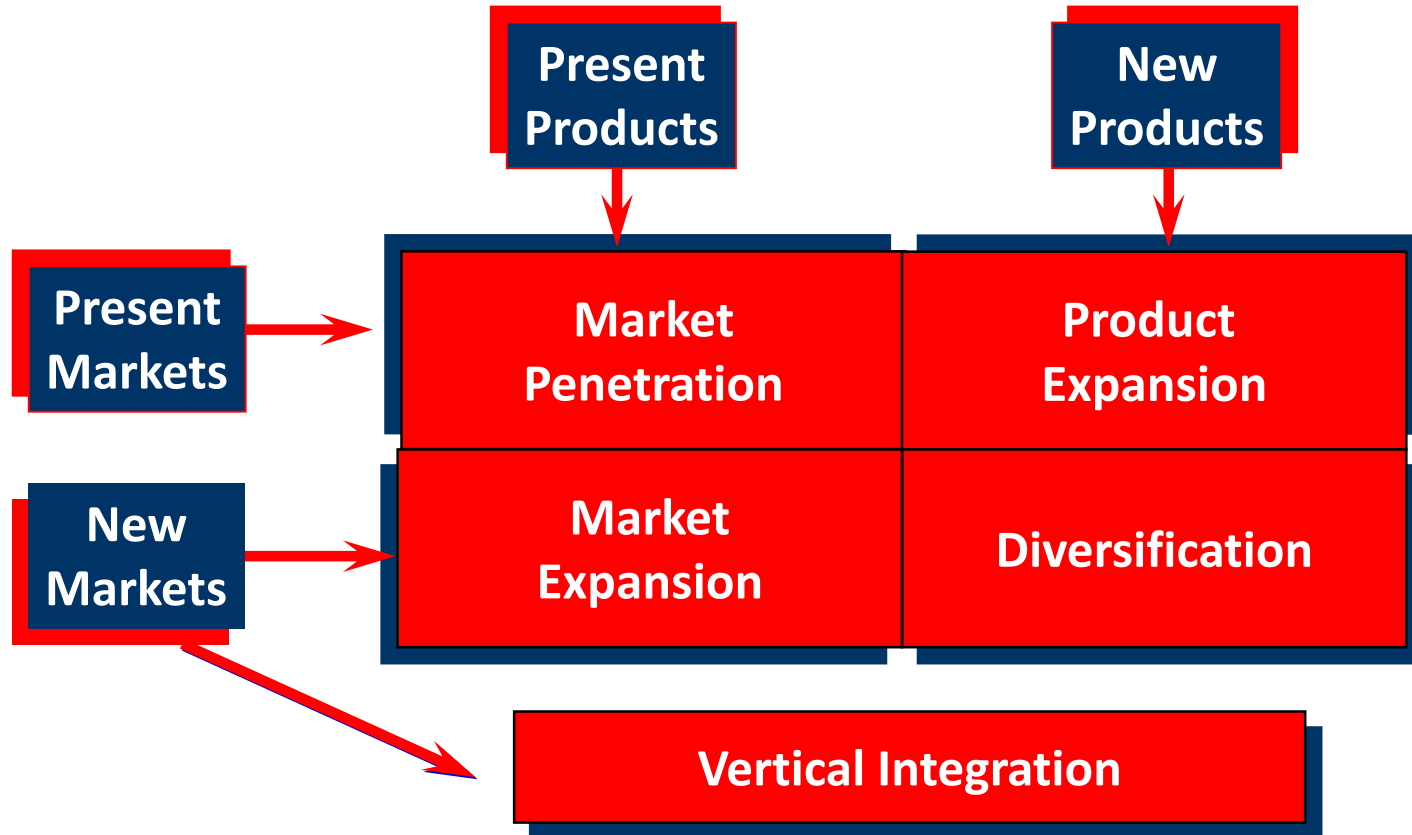 Present
Products
New
Products
Present
Markets
Market
Penetration
Product
Expansion
New
Markets
Market
Expansion
Diversification
Vertical Integration